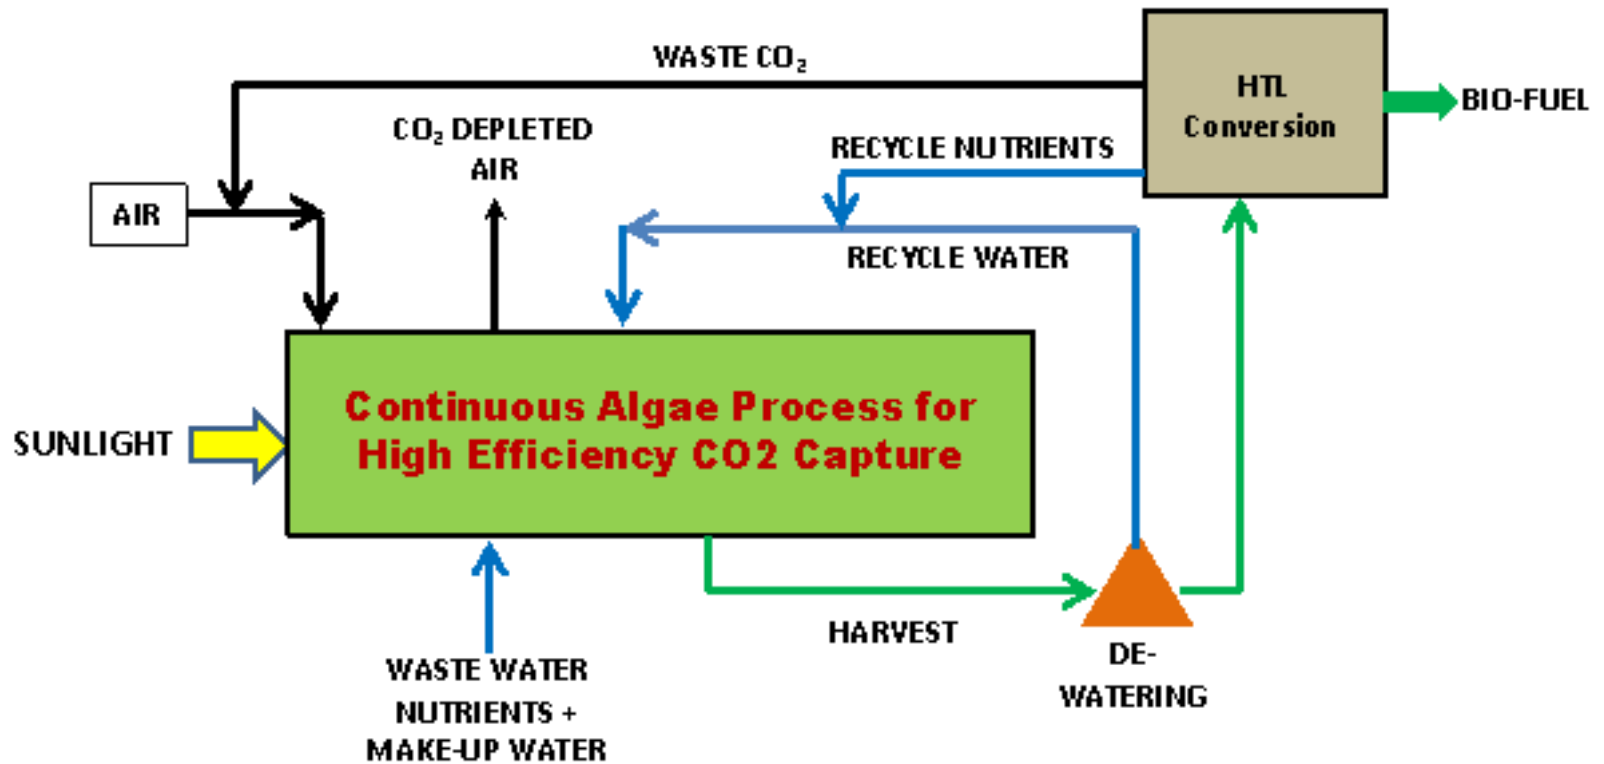 WASTE CO₂
HTL
Conversion
BIO-FUEL
CO₂ DEPLETED
AIR
RECYCLE NUTRIENTS
AIR
RECYCLE WATER
Continuous Algae Process for
High Efficiency CO2 Capture
SUNLIGHT
HARVEST
WASTE WATER
NUTRIENTS +
MAKE-UP WATER
DE-
WATERING